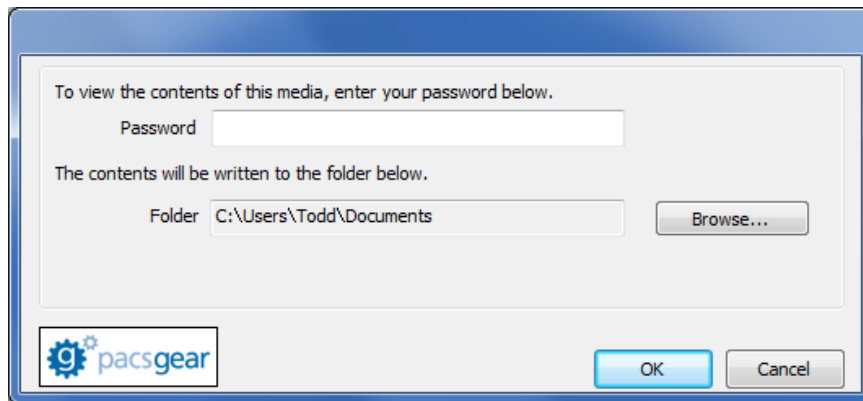 To view the contents of this media, enter your password below.
Password
The contents will be written to the folder below.
Folder C:\Users\Todd\Documents Browse...
g pacsgear
OK Cancel